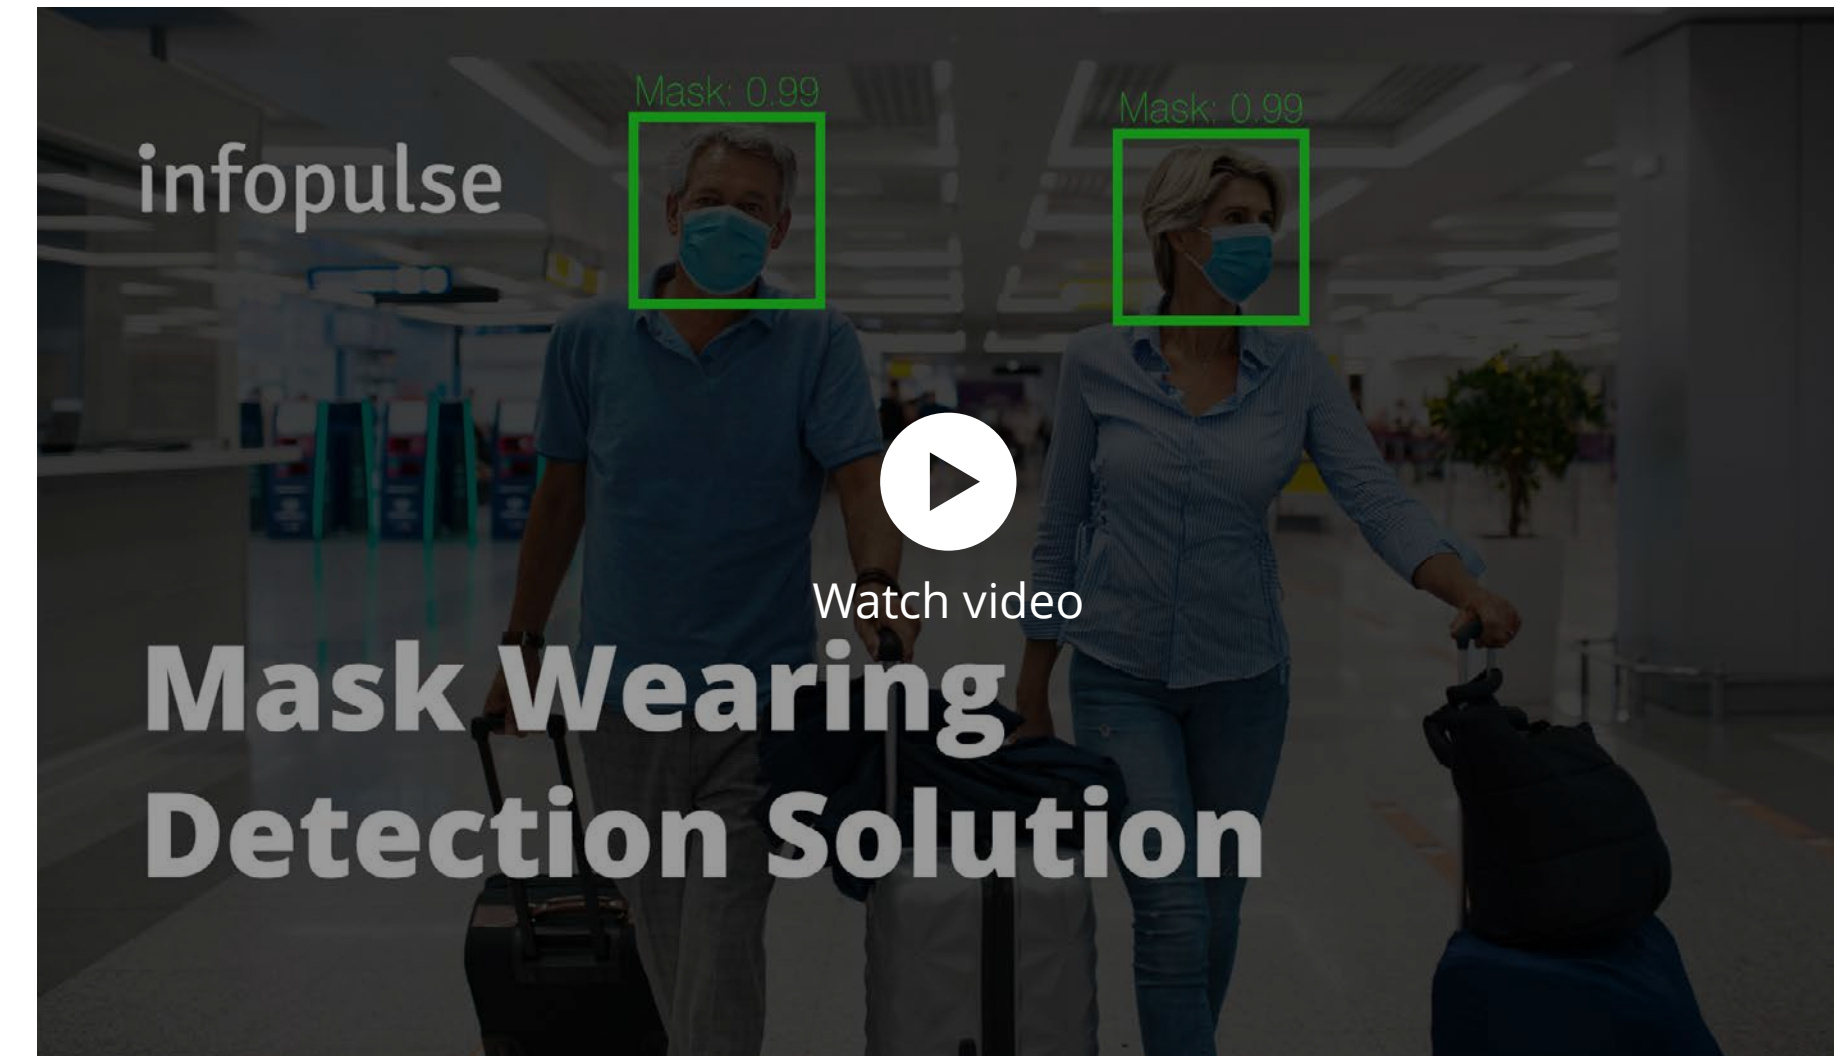 Mask: 0.99
Mask: 0.99
infopulse
Watch video
Mask Wearing
Detection Solution